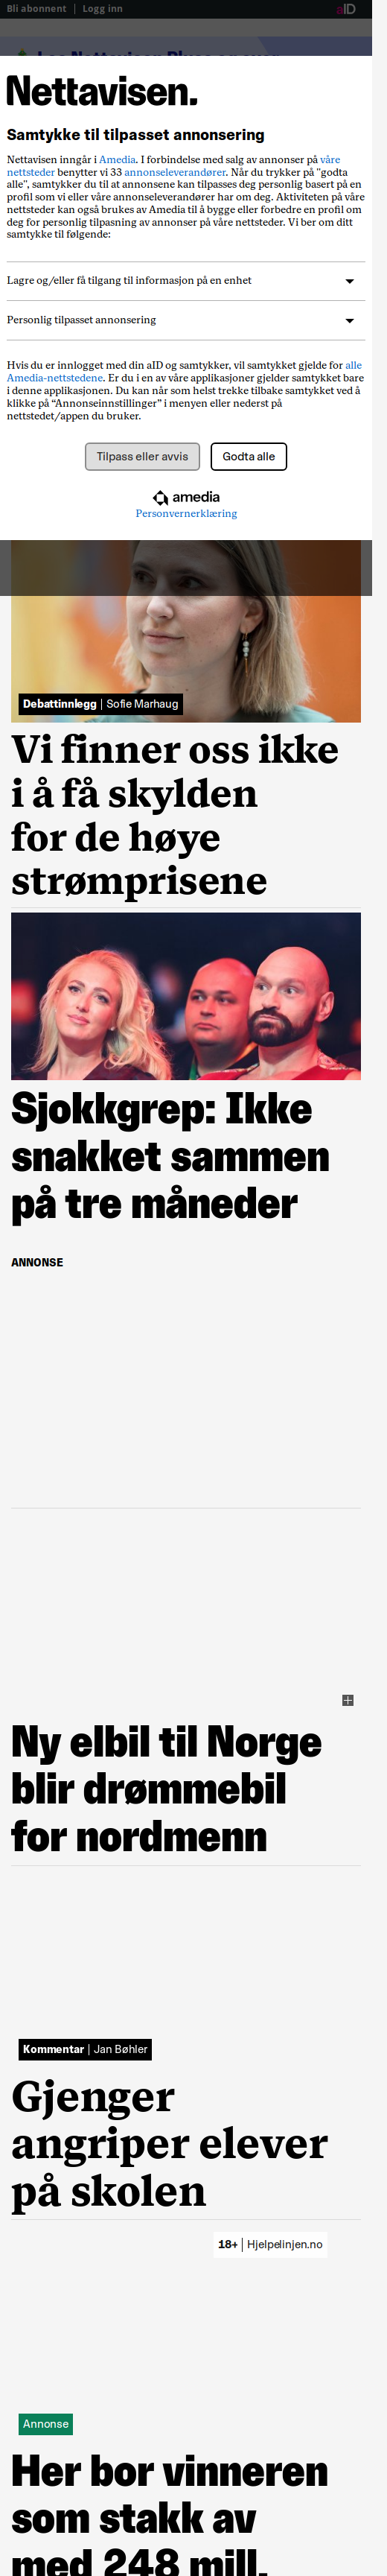 Bli abonnent | Logg inn
aID
Nettavisen.
Samtykke til tilpasset annonsering
Nettavisen inngår i Amedia. I forbindelse med salg av annonser på våre
nettsteder benytter vi 33 annonseleverandører. Når du trykker på "godta
alle", samtykker du til at annonsene kan tilpasses deg personlig basert på en
profil som vi eller våre annonseleverandører har om deg. Aktiviteten på våre
nettsteder kan også brukes av Amedia til å bygge eller forbedre en profil om
deg for personlig tilpasning av annonser på våre nettsteder. Vi ber om ditt
samtykke til følgende:
Lagre og/eller få tilgang til informasjon på en enhet
Personlig tilpasset annonsering
Hvis du er innlogget med din aID og samtykker, vil samtykket gjelde for alle
Amedia-nettstedene. Er du i en av våre applikasjoner gjelder samtykket bare
i denne applikasjonen. Du kan når som helst trekke tilbake samtykket ved å
klikke på “Annonseinnstillinger” i menyen eller nederst på
nettstedet/appen du bruker.
Tilpass eller avvis
Godta alle
amedia
Personvernerklæring
Debattinnlegg | Sofie Marhaug
Vi finner oss ikke
i å få skylden
for de høye
strømprisene
Sjokkgrep: Ikke
snakket sammen
på tre måneder
ANNONSE
Ny elbil til Norge
blir drømmebil
for nordmenn
Kommentar | Jan Bøhler
Gjenger
angriper elever
på skolen
18+ | Hjelpelinjen.no
Annonse
Her bor vinneren
som stakk av
med 248 mill.